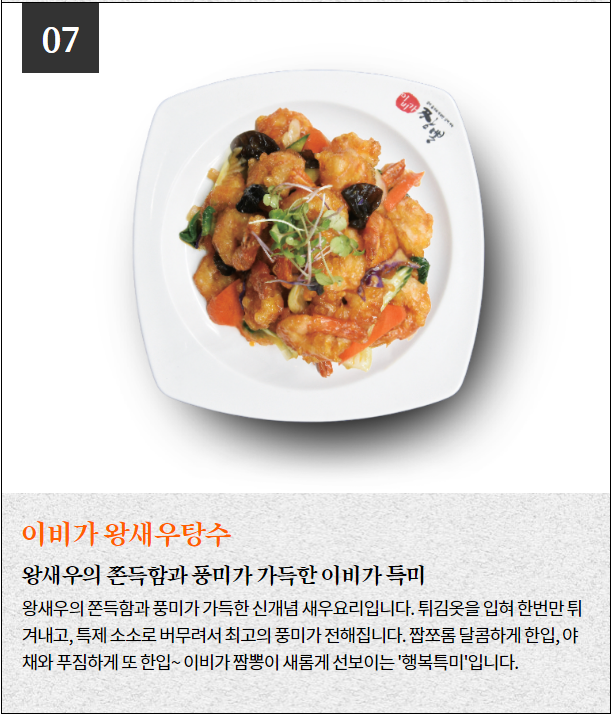 07
이비가
짬뽕
이비가 왕새우탕수
왕새우의 쫀득함과 풍미가 가득한 이비가 특미
왕새우의 쫀득함과 풍미가 가득한 신개념 새우요리입니다. 튀김옷을 입혀 한번만 튀
겨내고, 특제 소소로 버무려서 최고의 풍미가 전해집니다. 짭쪼롬 달콤하게 한입, 야
채와 푸짐하게 또 한입~ 이비가 짬뽕이 새롭게 선보이는 '행복특미'입니다.